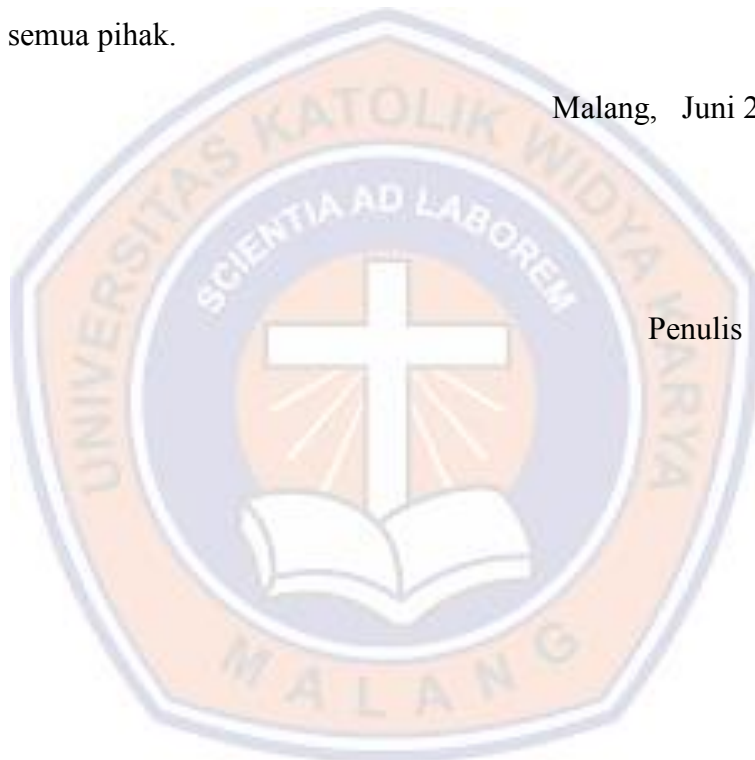 semua pihak.
Malang, Juni 2
Penulis
UNIVERSITAS KATOLIK WIDYA KARYA
SCIENTIA AD LABOREM
MALANG